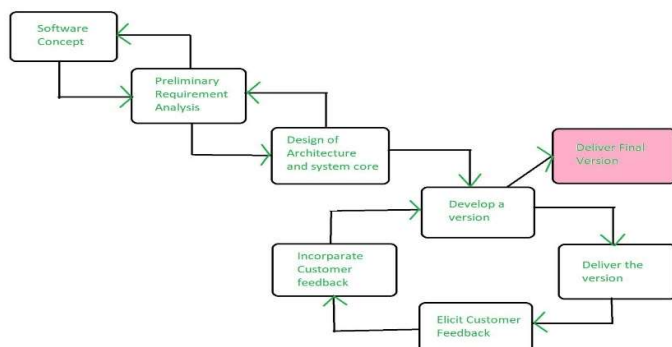 Software
Concept
Preliminary
Requirement
Analysis
Design of
Architecture
and system core
Deliver Final
Version
Develop a
version
Incorparate
Customer
feedback
Deliver the
version
Elicit Customer
Feedback